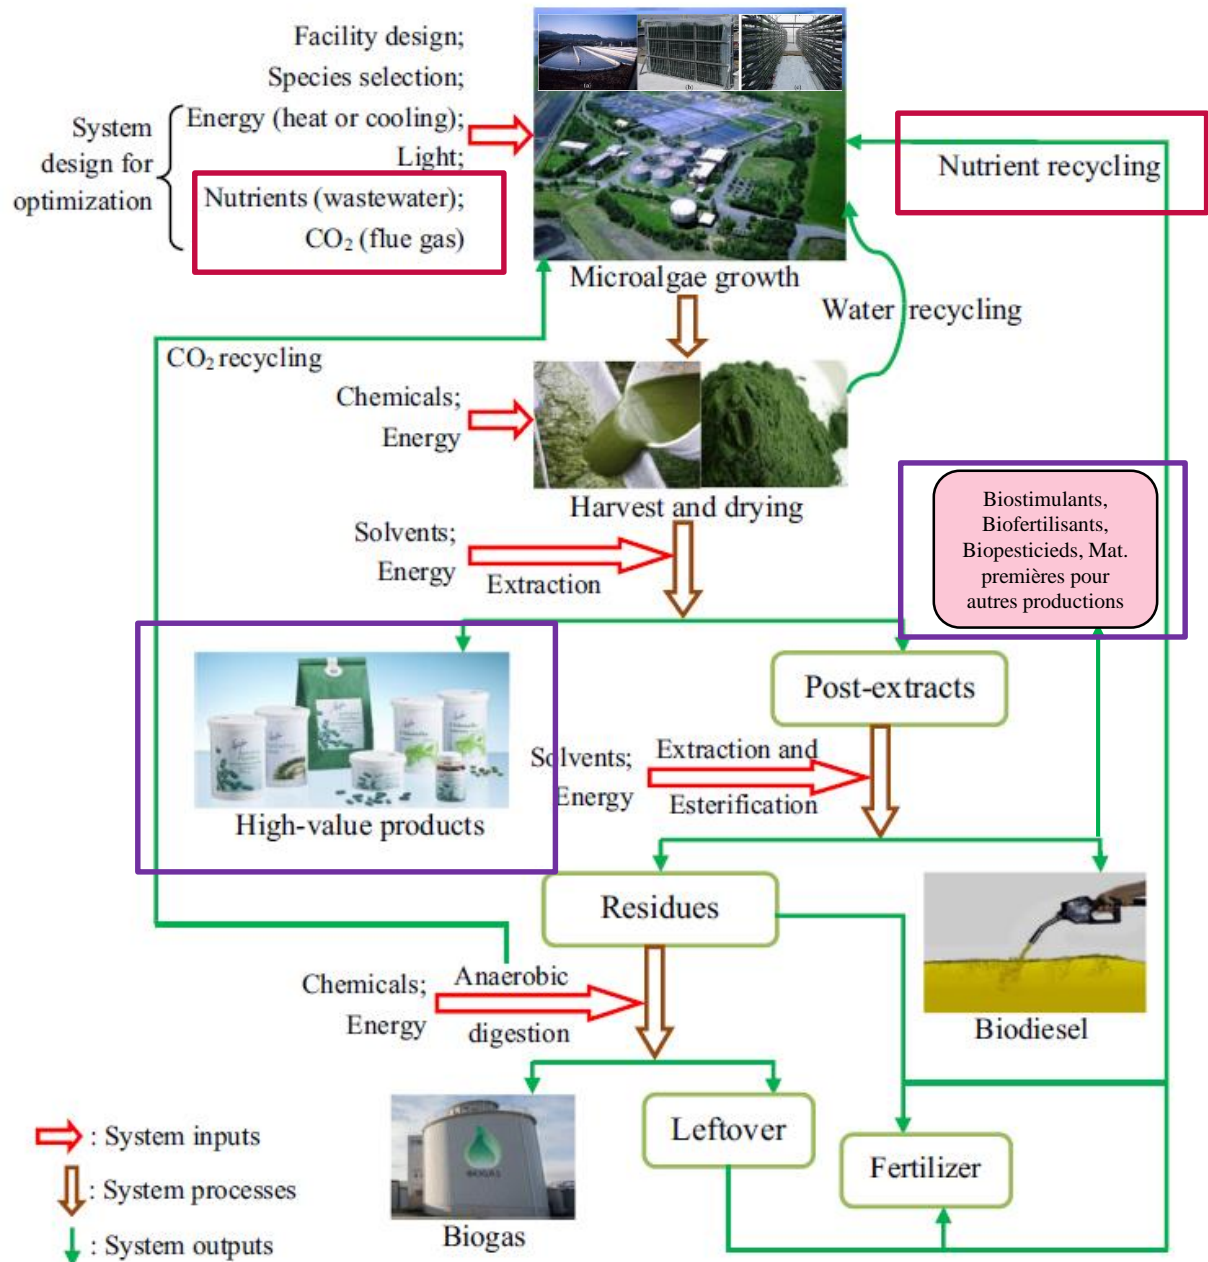 Facility design;
Species selection;
Energy (heat or cooling);
Light;
Nutrients (wastewater);
CO₂ (flue gas)
System
design for
optimization
(a)
(b)
(c)
Microalgae growth
Nutrient recycling
Water recycling
CO₂ recycling
Chemicals;
Energy
Harvest and drying
Solvents;
Energy
Extraction
Biostimulants,
Biofertilisants,
Biopesticieds, Mat.
premières pour
autres productions
High-value products
Post-extracts
Solvents;
Energy
Extraction and
Esterification
Residues
Biodiesel
Chemicals;
Energy
Anaerobic
digestion
BIOGAS
Biogas
Leftover
Fertilizer
: System inputs
: System processes
: System outputs